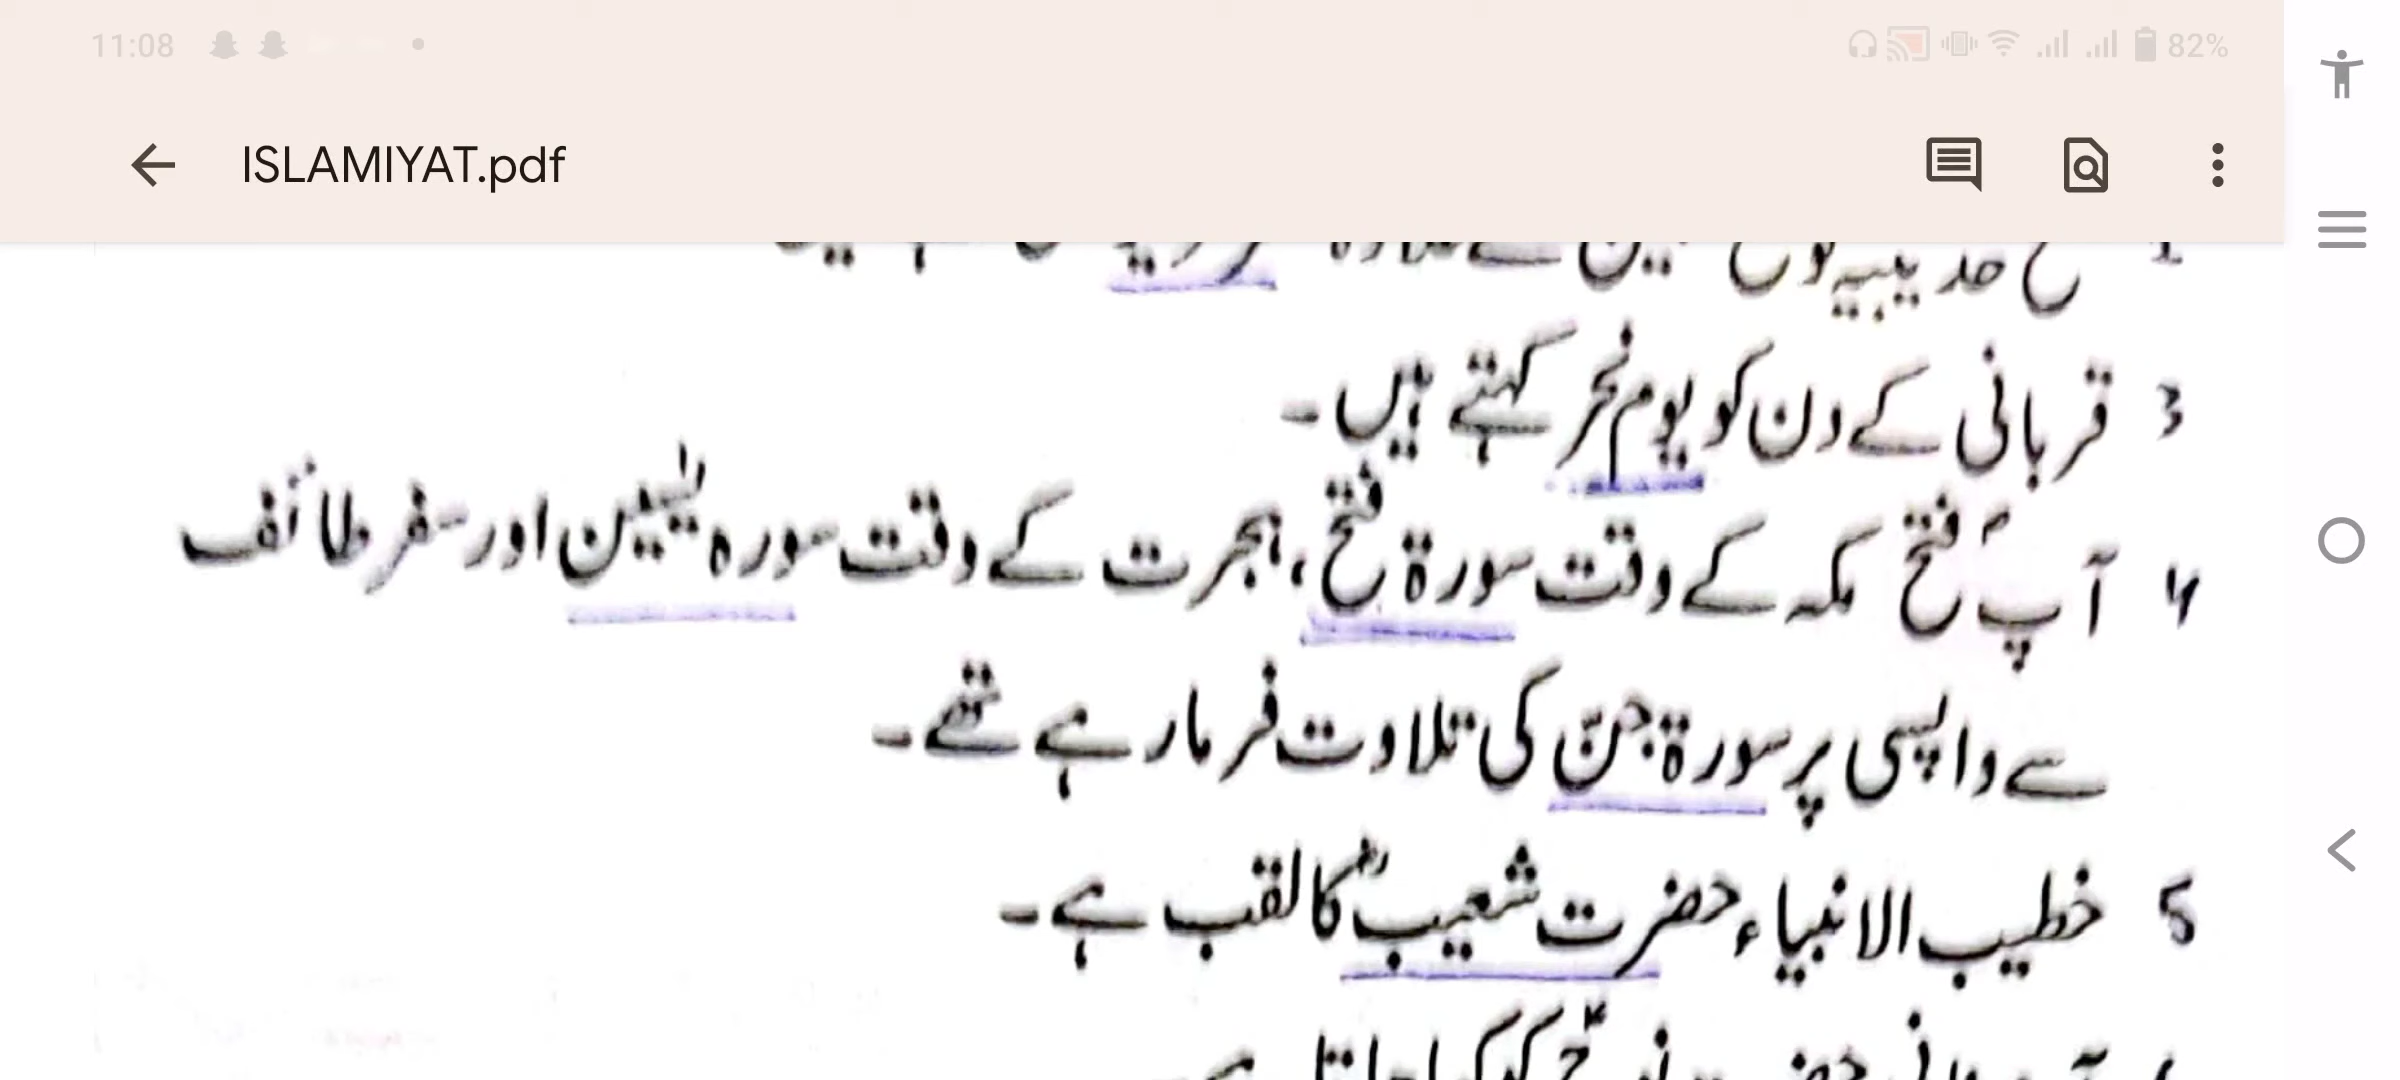 11:08
82%
ISLAMIYAT.pdf
3 قربانی کے دن کو یوم نحر کہتے ہیں۔
4 آپؐ فتح مکہ کے وقت سورۃ فتح، ہجرت کے وقت سورہ یٰسین اور سفر طائف
سے واپسی پر سورۃ جنّ کی تلاوت فرما رہے تھے۔
5 خطیب الانبیاء حضرت شعیبؑ کا لقب ہے۔